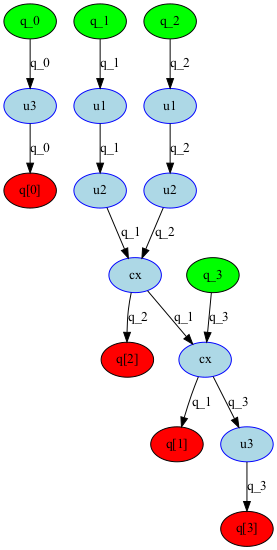 q_0 q_1 q_2
q_0 q_1 q_2
u3 u1 u1
q_0 q_1 q_2
q[0] u2 u2
q_1 q_2
cx q_3
q_2 q_1 q_3
q[2] cx
q_1 q_3
q[1] u3
q_3
q[3]